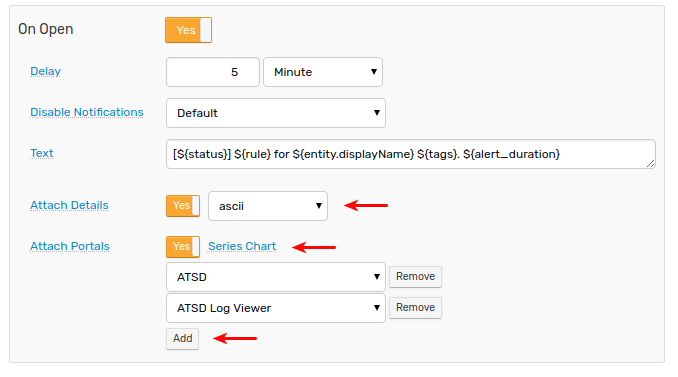 On Open Yes
Delay 5 Minute
Disable Notifications Default
Text [${status}] ${rule} for ${entity.displayName} ${tags}. ${alert_duration}
Attach Details Yes ascii
Attach Portals Yes Series Chart
ATSD Remove
ATSD Log Viewer Remove
Add